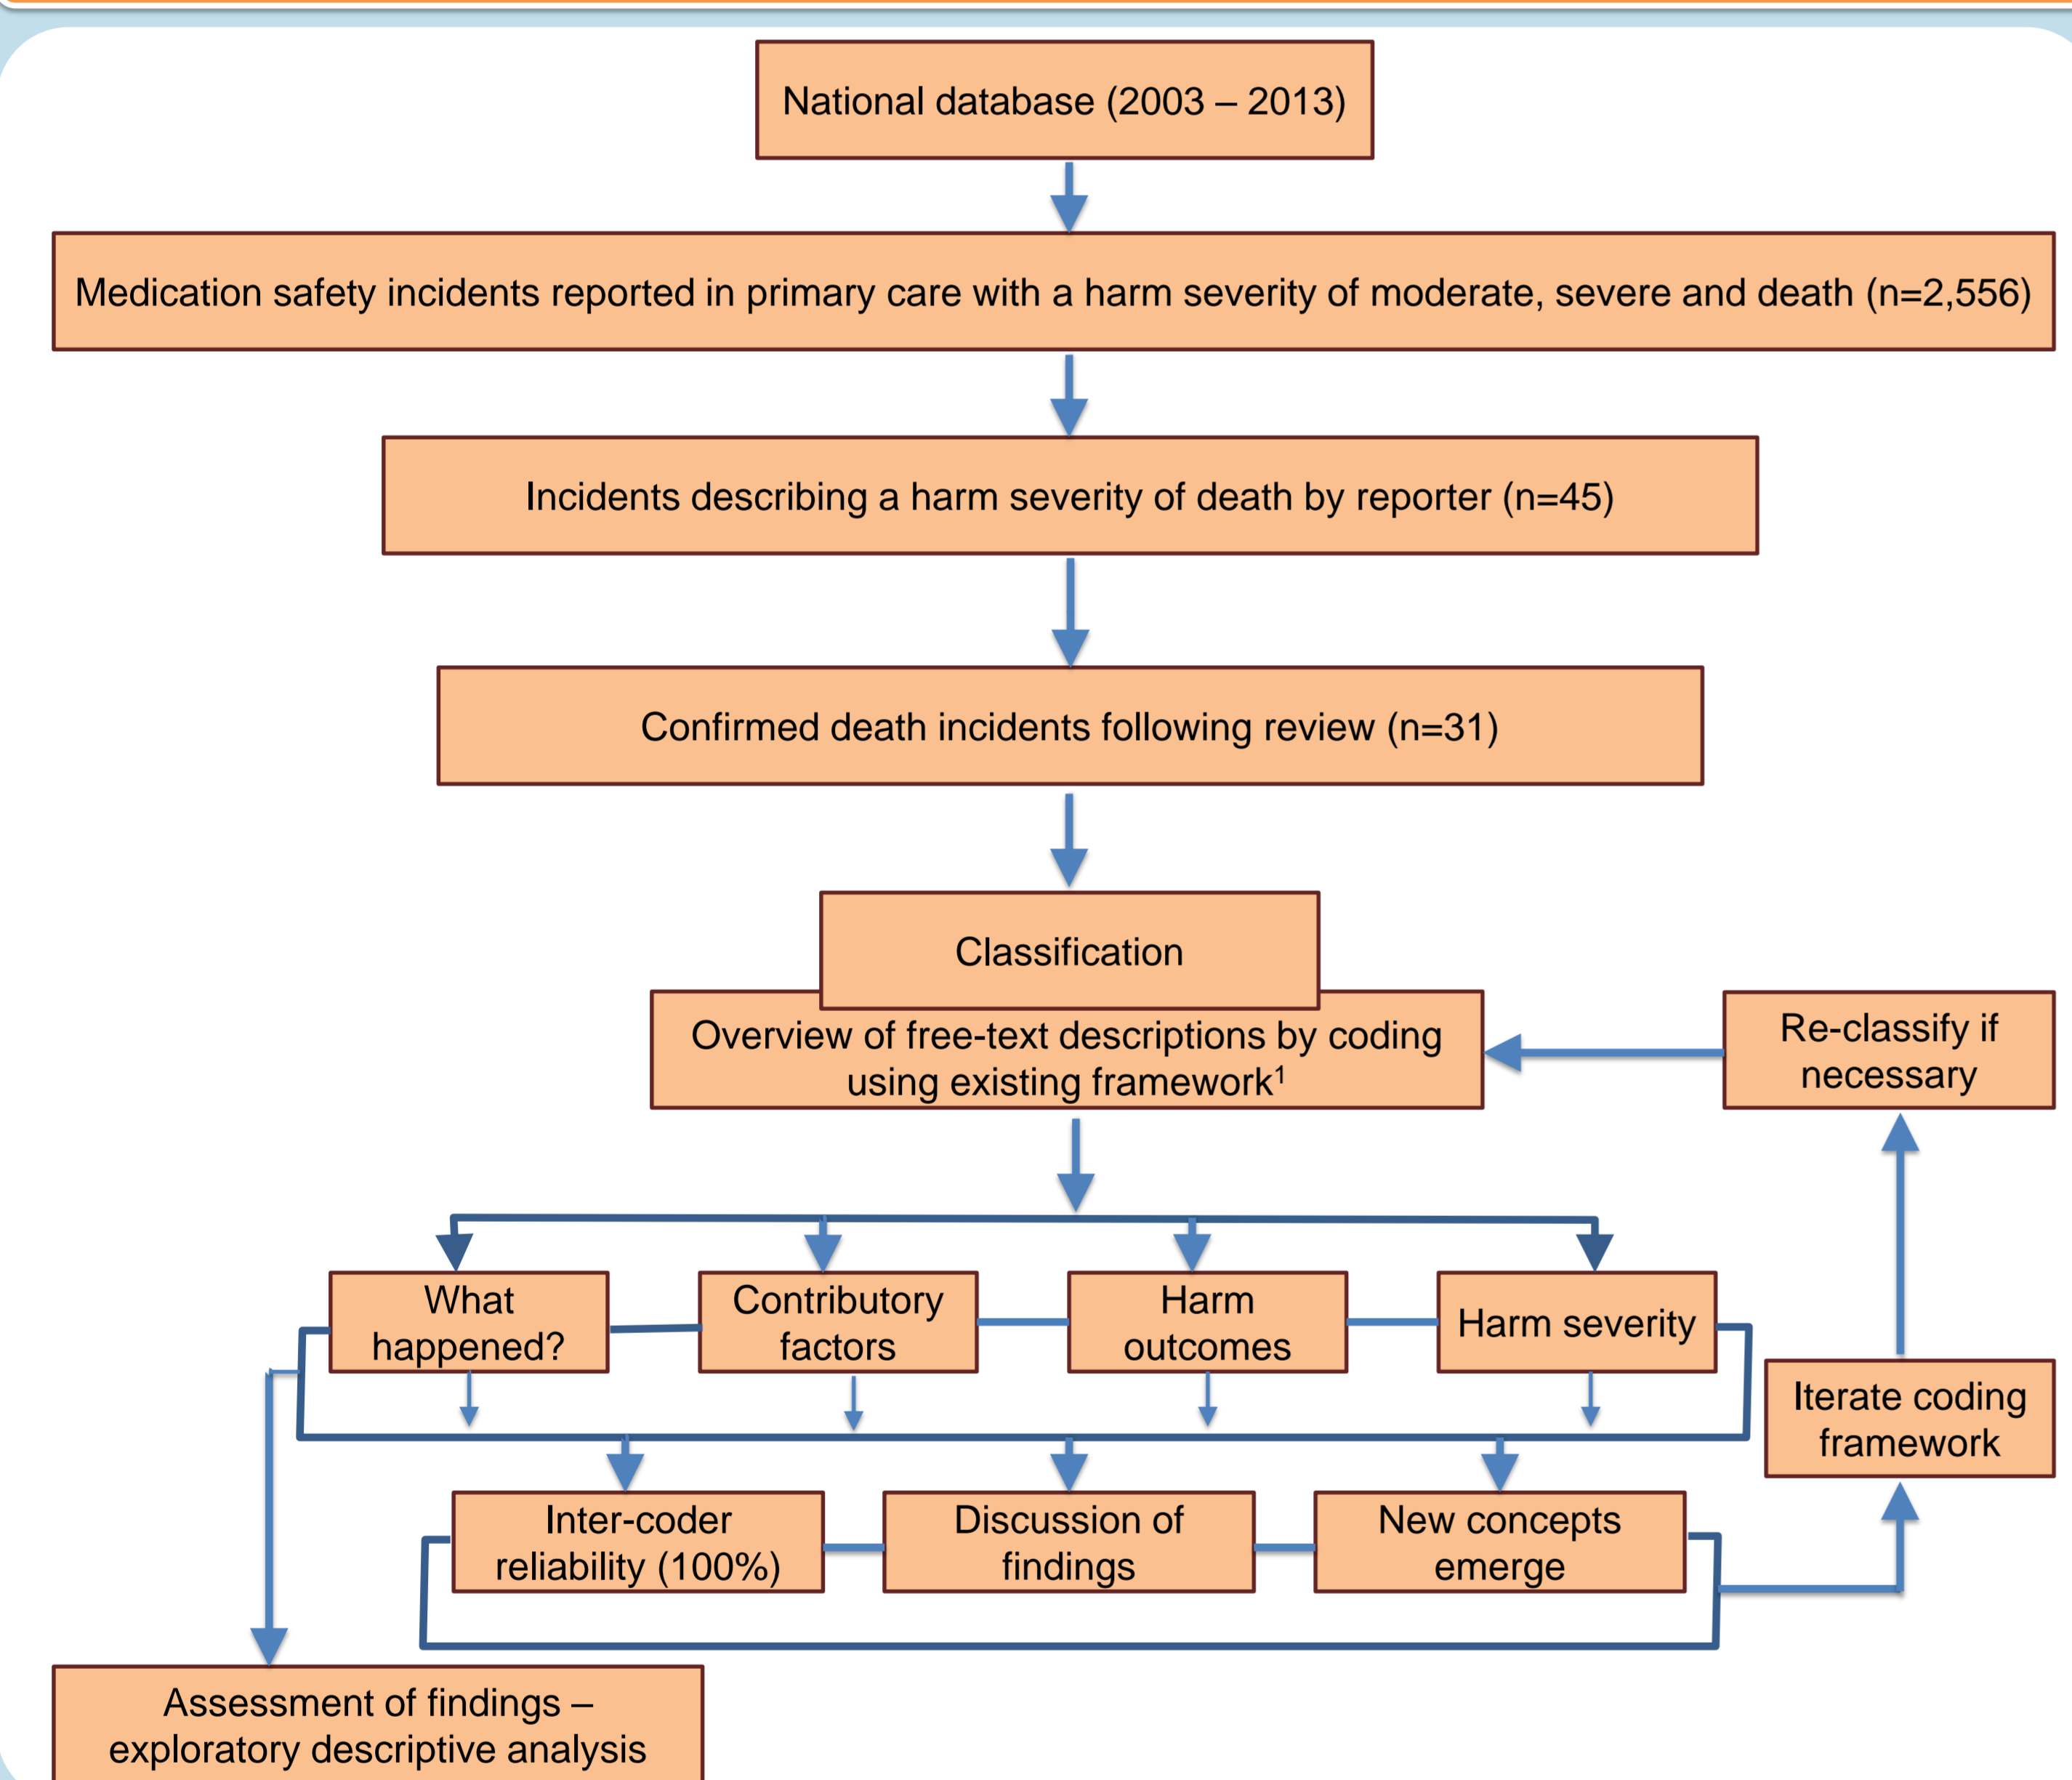 National database (2003 – 2013)
Medication safety incidents reported in primary care with a harm severity of moderate, severe and death (n=2,556)
Incidents describing a harm severity of death by reporter (n=45)
Confirmed death incidents following review (n=31)
Classification
Overview of free-text descriptions by coding
using existing framework¹
Re-classify if
necessary
What
happened?
Contributory
factors
Harm
outcomes
Harm severity
Iterate coding
framework
Inter-coder
reliability (100%)
Discussion of
findings
New concepts
emerge
Assessment of findings –
exploratory descriptive analysis